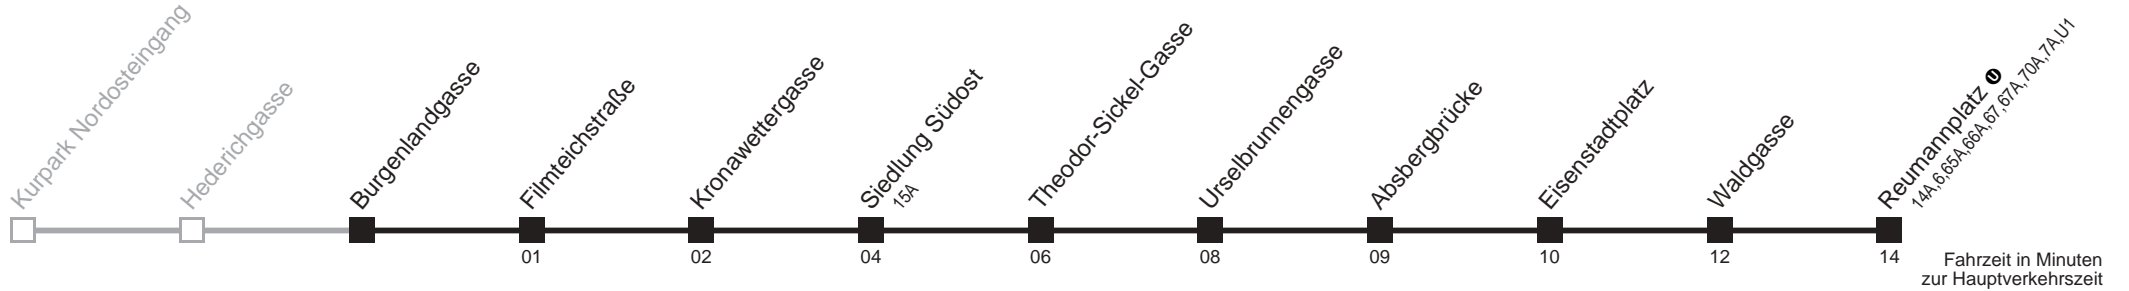 Kurpark Nordosteingang
Hederichgasse
Burgenlandgasse
Filmteichstraße
Kronawettergasse
Siedlung Südost
15A
Theodor-Sickel-Gasse
Urselbrunnengasse
Absbergbrücke
Eisenstadtplatz
Waldgasse
Reumannplatz U
14A,6,65A,66A,67,67A,70A,7A,U1
01 02 04 06 08 09 10 12 14
Fahrzeit in Minuten
zur Hauptverkehrszeit